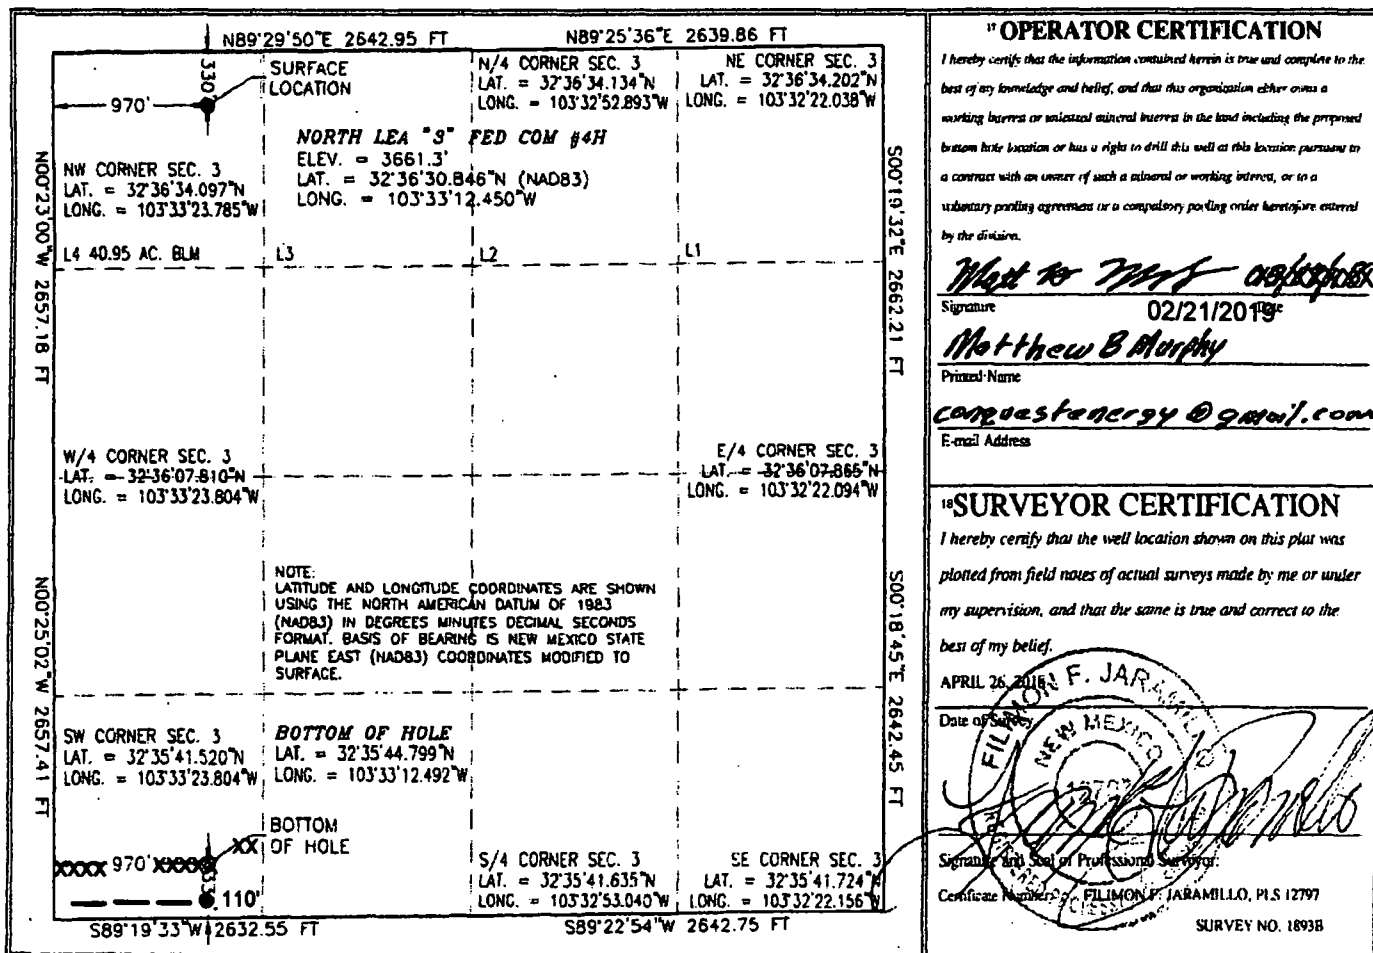 N89°29'50"E 2642.95 FT
N89°25'36"E 2639.86 FT
330'
SURFACE
LOCATION
970'
N/4 CORNER SEC. 3
LAT. = 32°36'34.134"N
LONG. = 103°32'52.893"W
NE CORNER SEC. 3
LAT. = 32°36'34.202"N
LONG. = 103°32'22.038"W
NORTH LEA "3" FED COM #4H
ELEV. = 3661.3'
LAT. = 32°36'30.846"N (NAD83)
LONG. = 103°33'12.450"W
NW CORNER SEC. 3
LAT. = 32°36'34.097"N
LONG. = 103°33'23.785"W
N00°23'00"W 2657.18 FT
S00°19'32"E 2662.21 FT
L4 40.95 AC. BLM
L3
L2
L1
W/4 CORNER SEC. 3
LAT. = 32°36'07.810"N
LONG. = 103°33'23.804"W
E/4 CORNER SEC. 3
LAT. = 32°36'07.865"N
LONG. = 103°32'22.094"W
NOTE:
LATITUDE AND LONGITUDE COORDINATES ARE SHOWN
USING THE NORTH AMERICAN DATUM OF 1983
(NAD83) IN DEGREES MINUTES DECIMAL SECONDS
FORMAT. BASIS OF BEARING IS NEW MEXICO STATE
PLANE EAST (NAD83) COORDINATES MODIFIED TO
SURFACE.
N00°25'02"W 2657.41 FT
S00°18'45"E 2642.45 FT
SW CORNER SEC. 3
LAT. = 32°35'41.520"N
LONG. = 103°33'23.804"W
BOTTOM OF HOLE
LAT. = 32°35'44.799"N
LONG. = 103°33'12.492"W
BOTTOM
XX OF HOLE
XXXX 970' XXXX
330'
110'
S/4 CORNER SEC. 3
LAT. = 32°35'41.635"N
LONG. = 103°32'53.040"W
SE CORNER SEC. 3
LAT. = 32°35'41.724"N
LONG. = 103°32'22.156"W
S89°19'33"W 2632.55 FT
S89°22'54"W 2642.75 FT
17 OPERATOR CERTIFICATION
I hereby certify that the information contained herein is true and complete to the
best of my knowledge and belief, and that this organization either owns a
working interest or unleased mineral interest in the land including the proposed
bottom hole location or has a right to drill this well at this location pursuant to
a contract with an owner of such a mineral or working interest, or to a
voluntary pooling agreement or a compulsory pooling order heretofore entered
by the division.
Signature 02/21/2019 Date
Matthew B Murphy
Printed Name
conquestenergy@gmail.com
E-mail Address
18 SURVEYOR CERTIFICATION
I hereby certify that the well location shown on this plat was
plotted from field notes of actual surveys made by me or under
my supervision, and that the same is true and correct to the
best of my belief.
APRIL 26,
Date of Survey
FILIMON F. JARAMILLO
NEW MEXICO
Signature and Seal of Professional Surveyor:
Certificate Number: FILIMON F. JARAMILLO, PLS 12797
SURVEY NO. 1893B